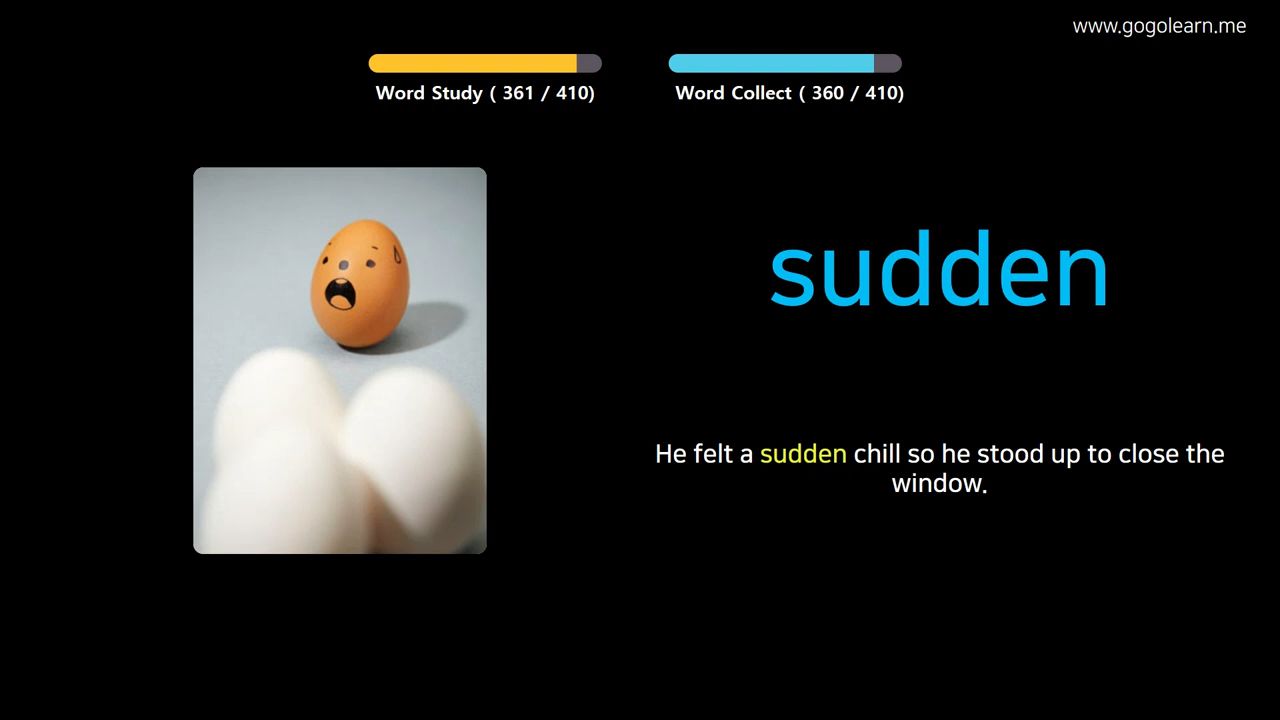 www.gogolearn.me
Word Study ( 361 / 410)
Word Collect ( 360 / 410)
sudden
He felt a sudden chill so he stood up to close the
window.